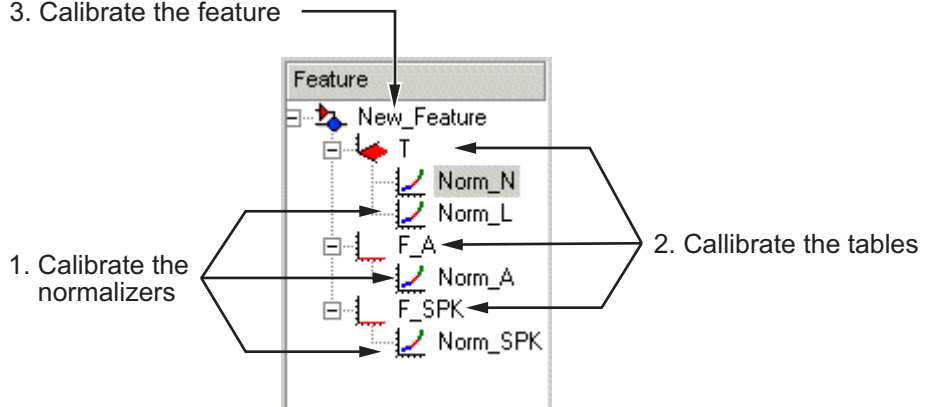 3. Calibrate the feature
Feature
New_Feature
T
Norm_N
Norm_L
F_A
2. Callibrate the tables
1. Calibrate the
normalizers
Norm_A
F_SPK
Norm_SPK